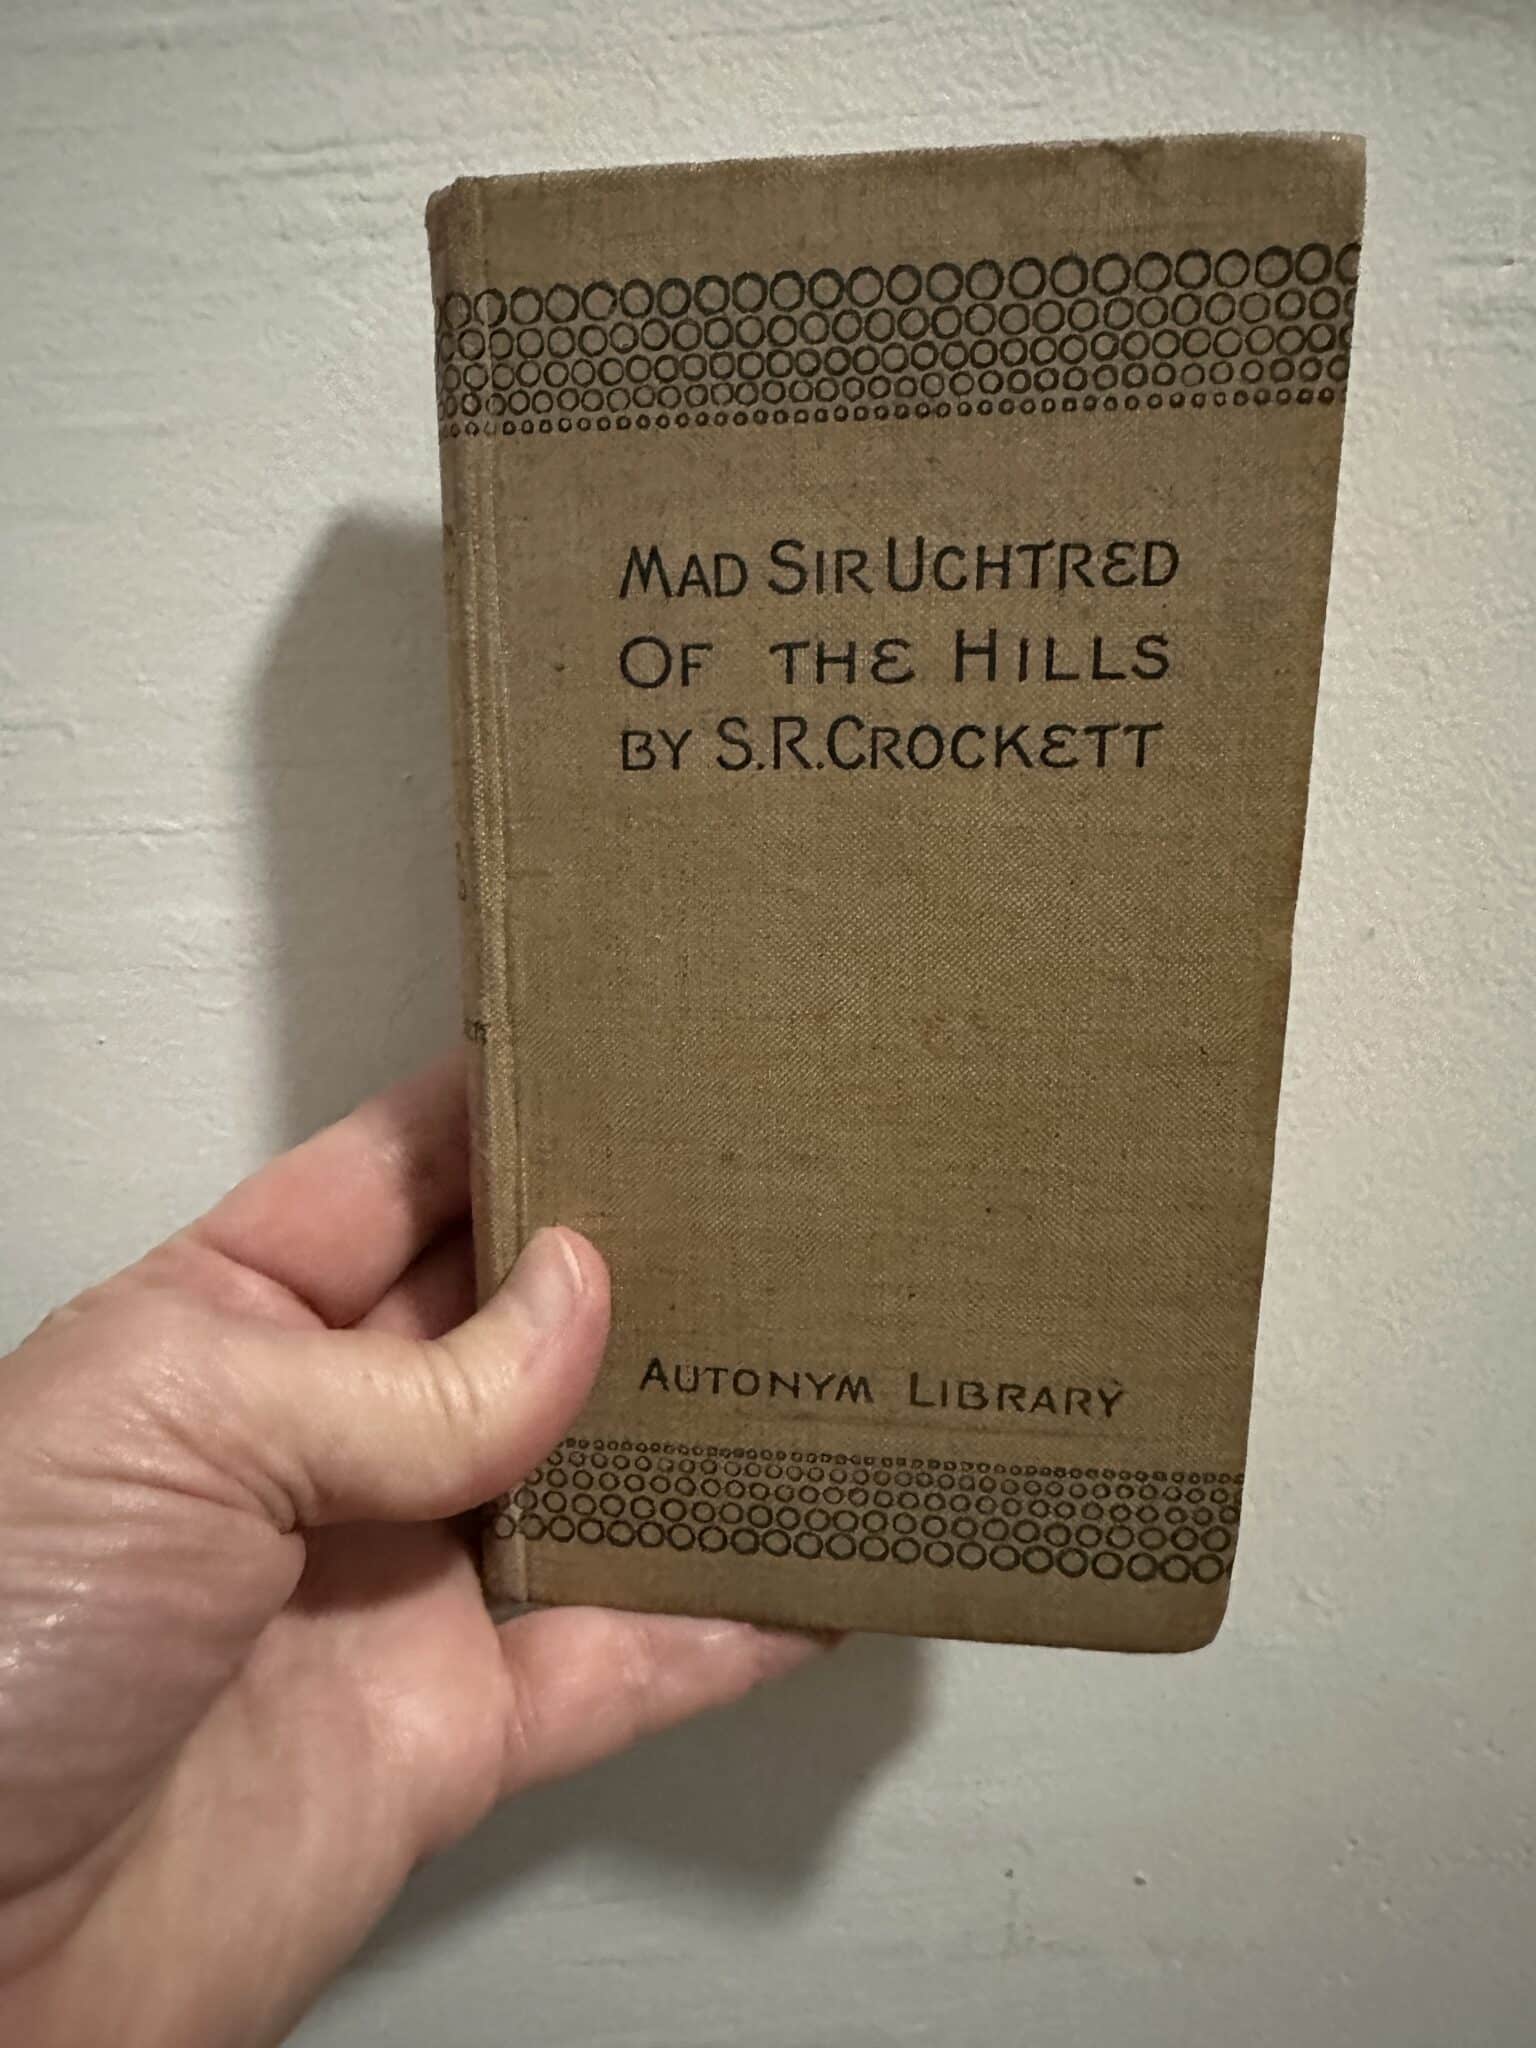 MAD SIR UCHTRED
OF THE HILLS
BY S.R. CROCKETT
AUTONYM LIBRARY